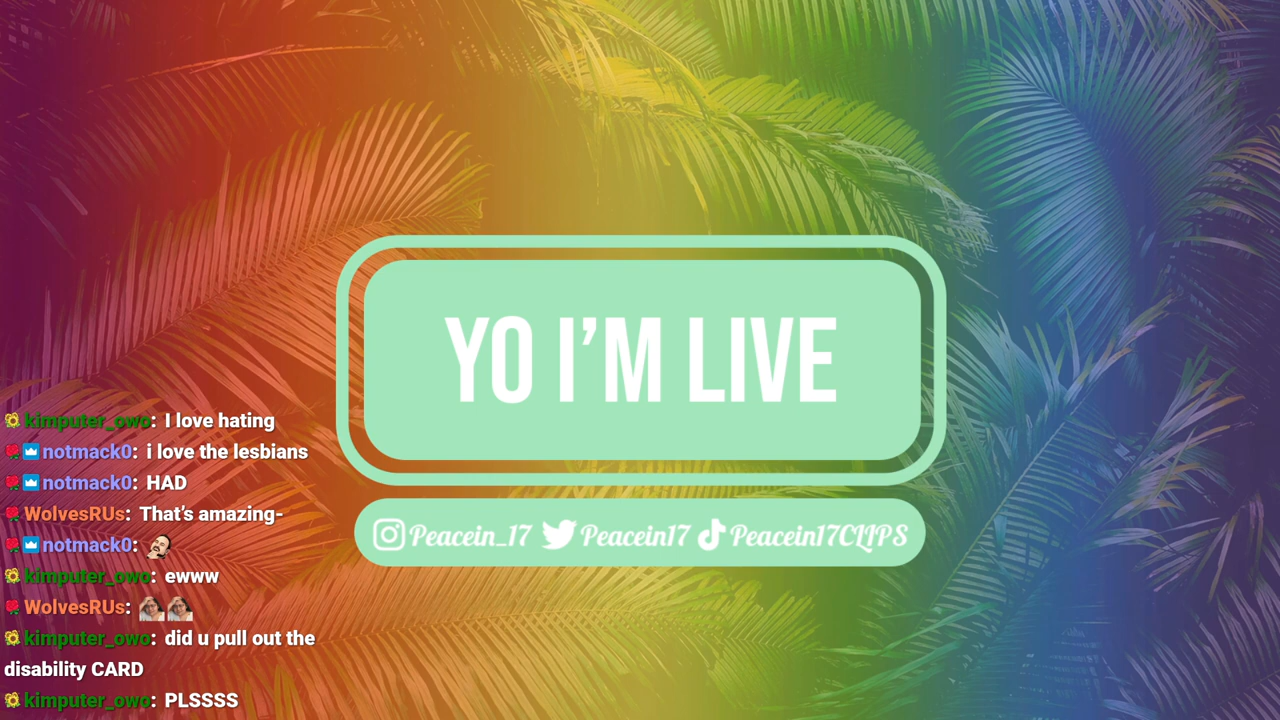 YO I'M LIVE
Peacein_17 Peacein17 Peacein17CLIPS
kimputer_owo: I love hating
notmack0: i love the lesbians
notmack0: HAD
WolvesRUs: That's amazing-
notmack0:
kimputer_owo: ewww
WolvesRUs:
kimputer_owo: did u pull out the
disability CARD
kimputer_owo: PLSSSS